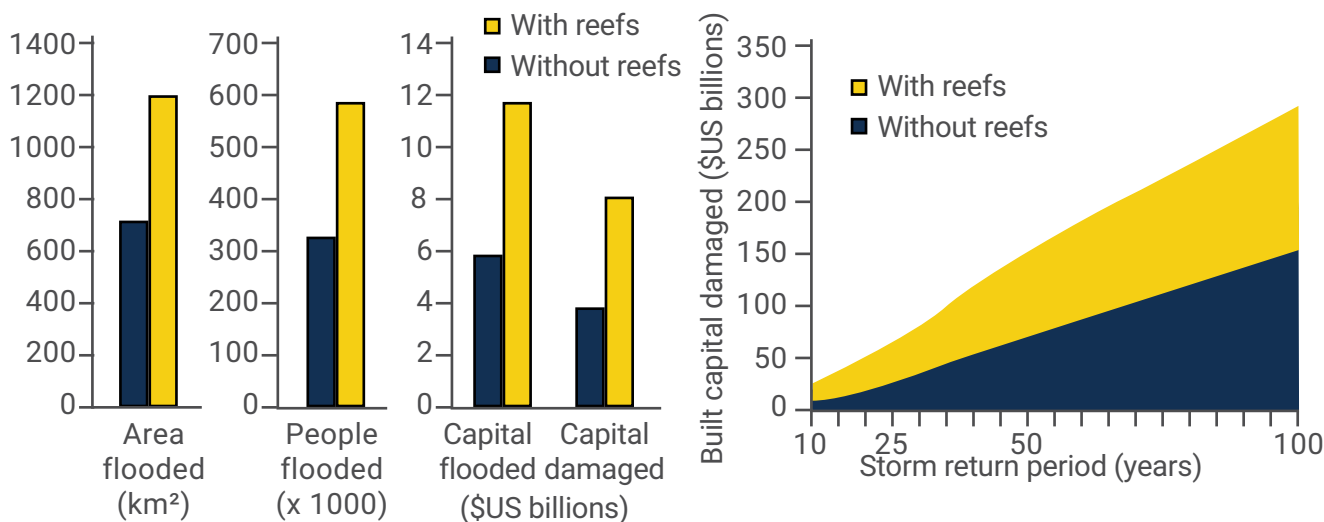 1400
1200
1000
800
600
400
200
0
Area
flooded
(km²)
700
600
500
400
300
200
100
0
People
flooded
(x 1000)
14
12
10
8
6
4
2
0
With reefs
Without reefs
Capital Capital
flooded damaged
($US billions)
Built capital damaged ($US billions)
350
300
250
200
150
100
50
0
With reefs
Without reefs
10 25 50 100
Storm return period (years)